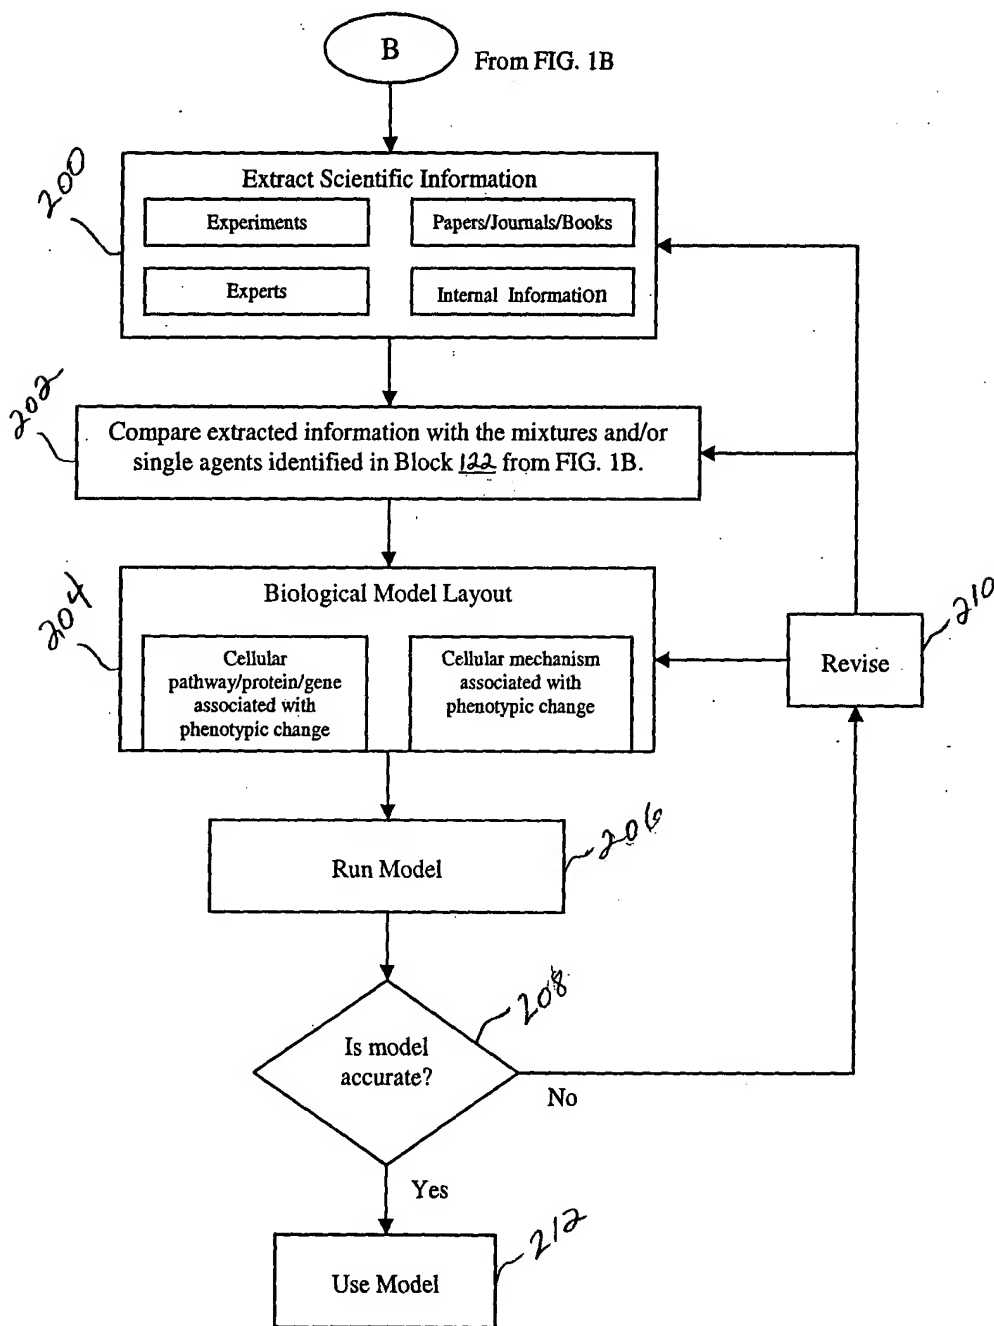 B
From FIG. 1B
200
Extract Scientific Information
Experiments
Papers/Journals/Books
Experts
Internal Information
202
Compare extracted information with the mixtures and/or
single agents identified in Block 122 from FIG. 1B.
204
Biological Model Layout
Cellular
pathway/protein/gene
associated with
phenotypic change
Cellular mechanism
associated with
phenotypic change
210
Revise
206
Run Model
208
Is model
accurate?
No
Yes
212
Use Model